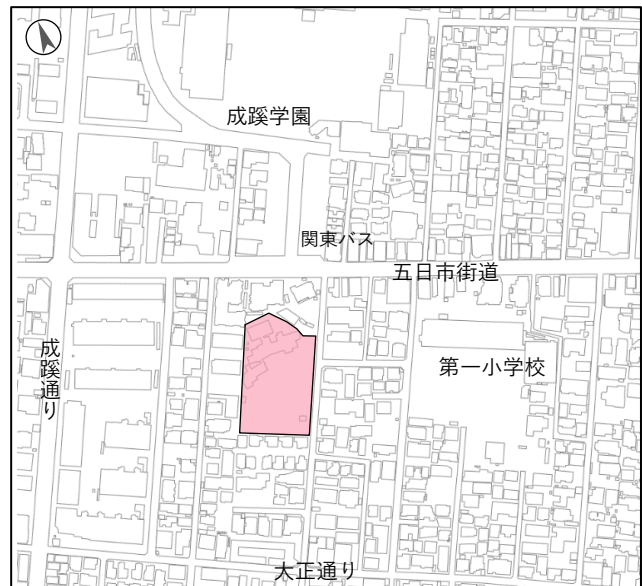 成蹊学園
関東バス
五日市街道
成蹊通り
第一小学校
大正通り